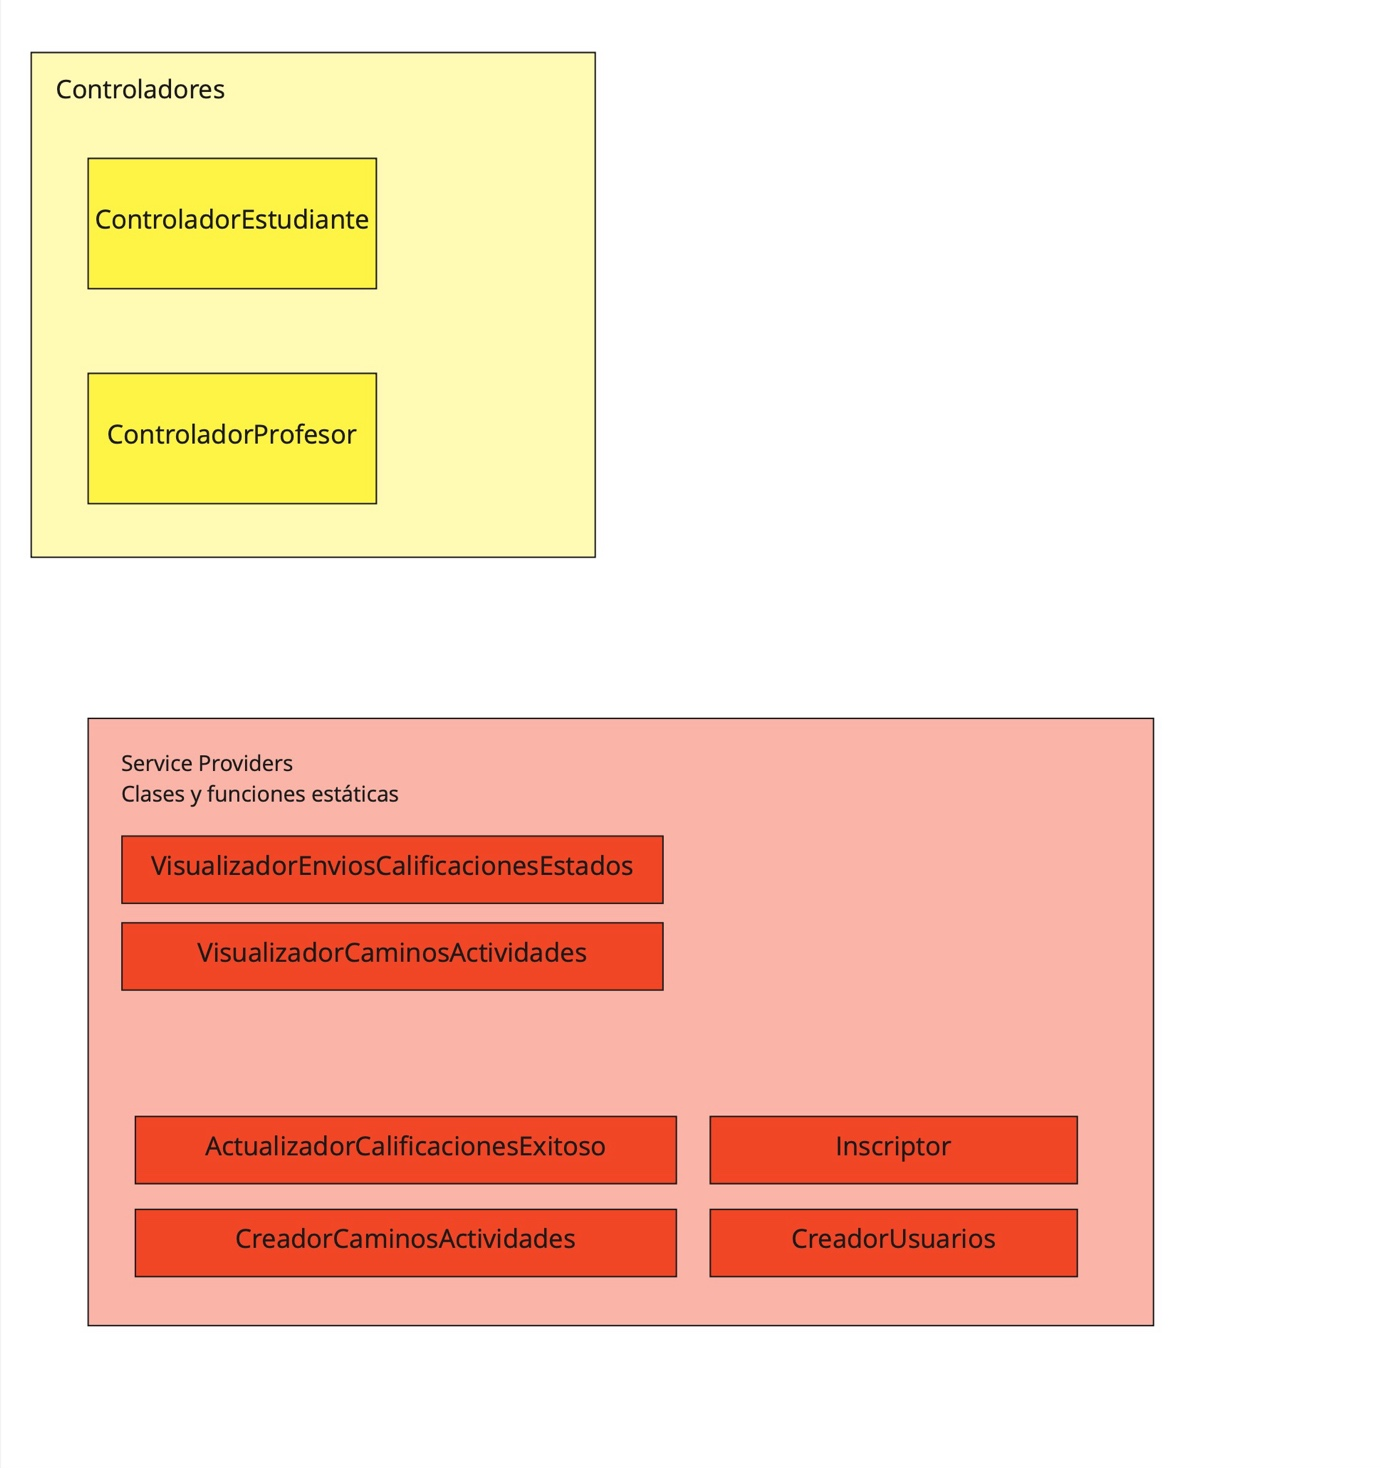 Controladores
ControladorEstudiante
ControladorProfesor
Service Providers
Clases y funciones estáticas
VisualizadorEnviosCalificacionesEstados
VisualizadorCaminosActividades
ActualizadorCalificacionesExitoso
Inscriptor
CreadorCaminosActividades
CreadorUsuarios